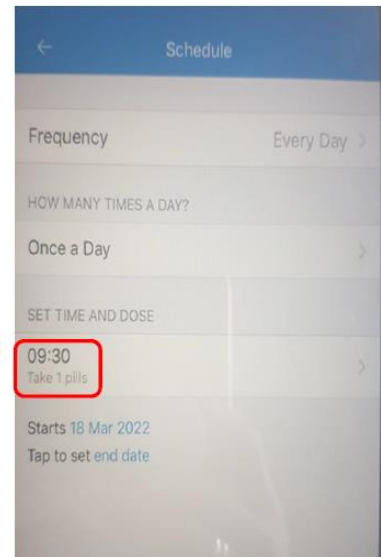 Schedule
Frequency Every Day
HOW MANY TIMES A DAY?
Once a Day
SET TIME AND DOSE
09:30
Take 1 pills
Starts 18 Mar 2022
Tap to set end date